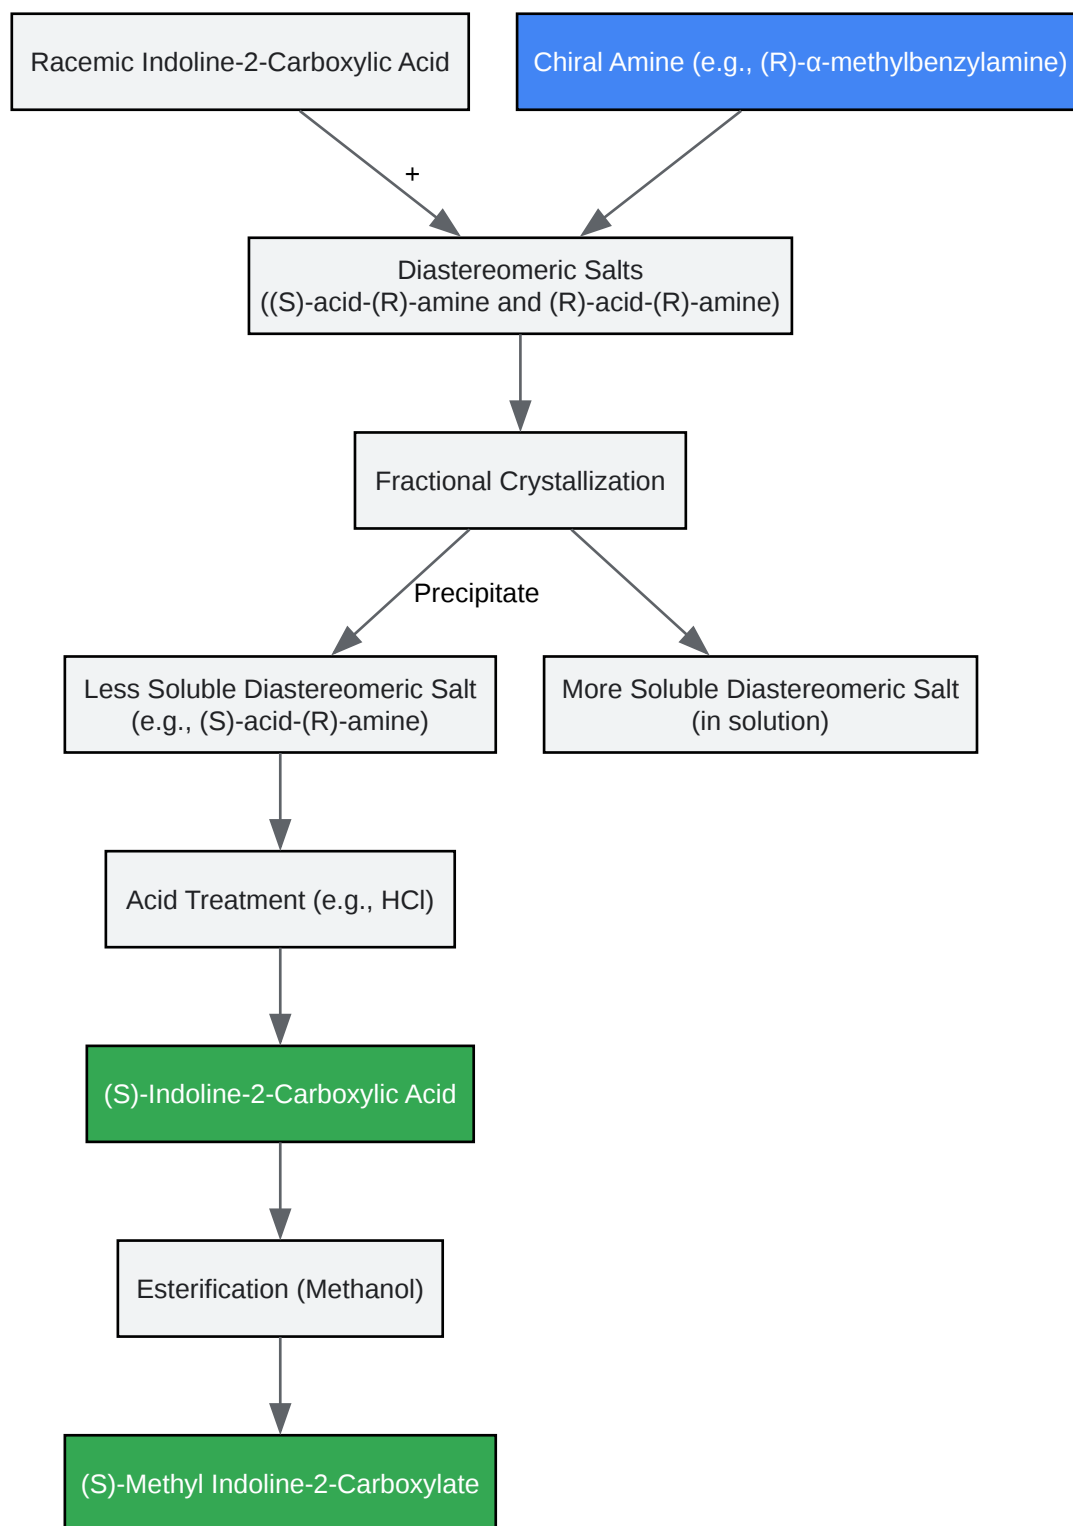 Racemic Indoline-2-Carboxylic Acid
Chiral Amine (e.g., (R)-α-methylbenzylamine)
+
Diastereomeric Salts
((S)-acid-(R)-amine and (R)-acid-(R)-amine)
Fractional Crystallization
Precipitate
Less Soluble Diastereomeric Salt
(e.g., (S)-acid-(R)-amine)
More Soluble Diastereomeric Salt
(in solution)
Acid Treatment (e.g., HCl)
(S)-Indoline-2-Carboxylic Acid
Esterification (Methanol)
(S)-Methyl Indoline-2-Carboxylate